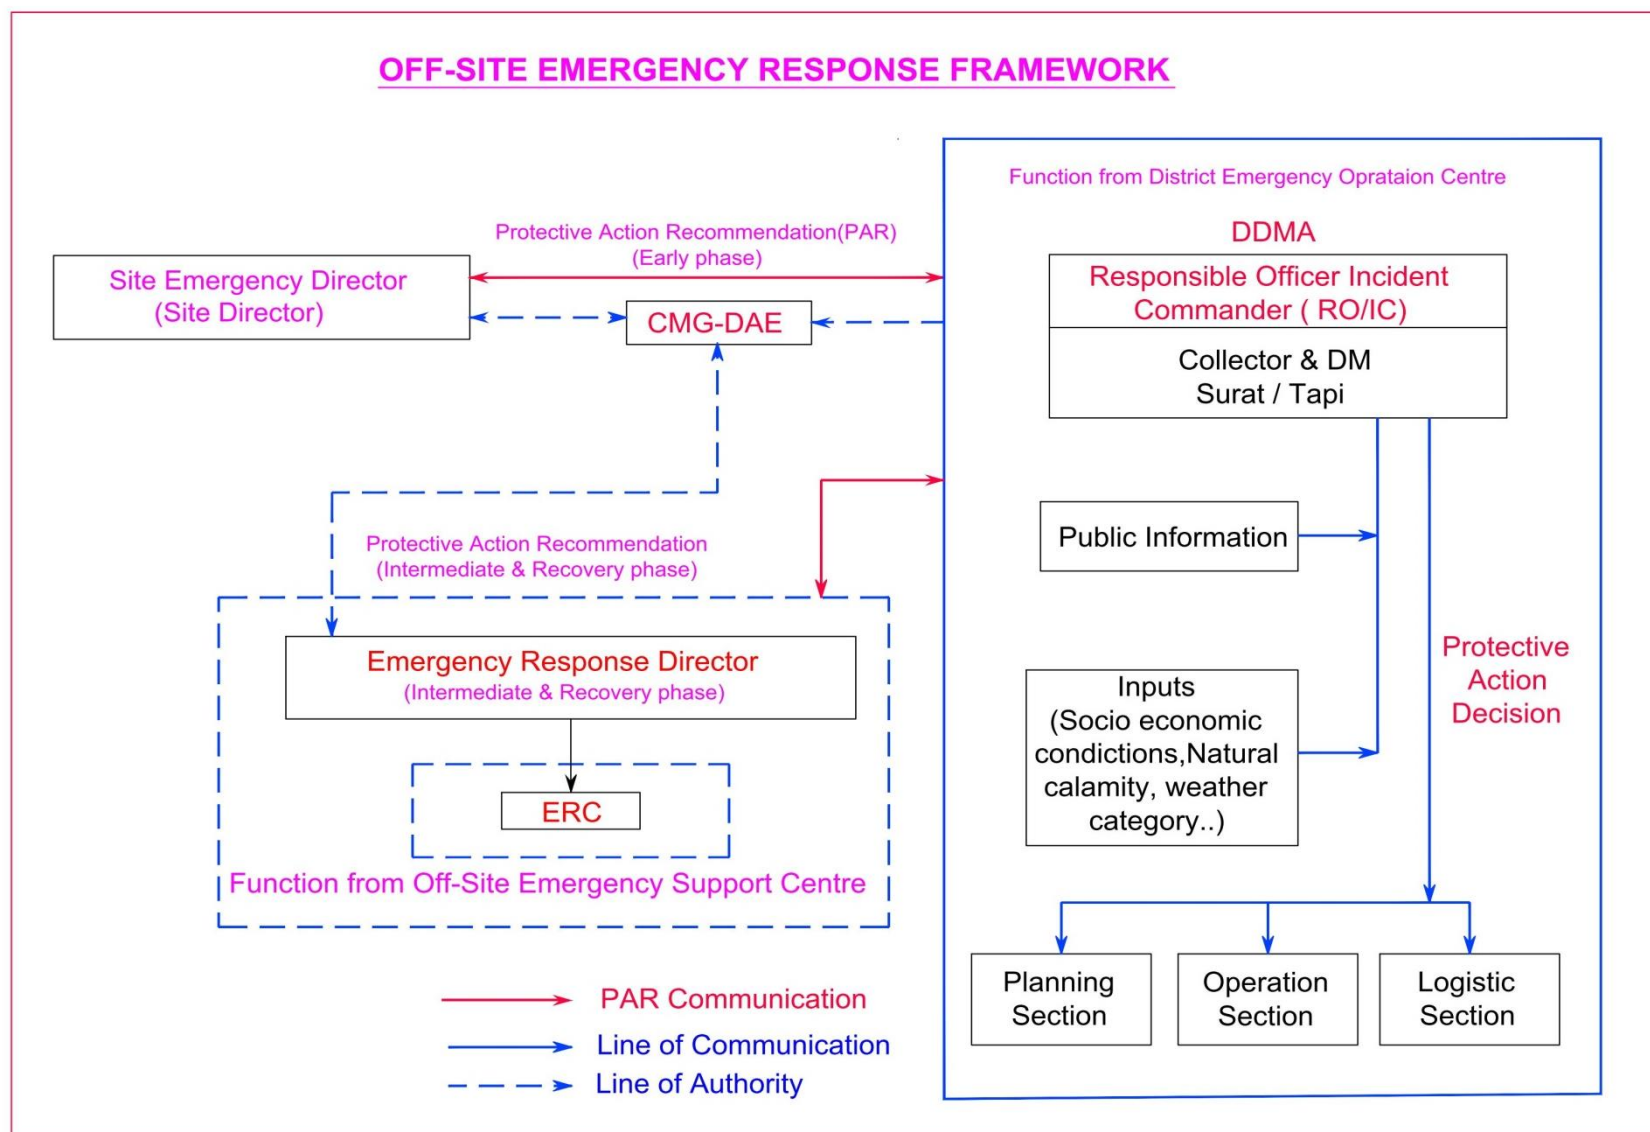 OFF-SITE EMERGENCY RESPONSE FRAMEWORK
Function from District Emergency Oprataion Centre
DDMA
Responsible Officer Incident
Commander ( RO/IC)
Collector & DM
Surat / Tapi
Protective Action Recommendation(PAR)
(Early phase)
Site Emergency Director
(Site Director)
CMG-DAE
Public Information
Protective Action Recommendation
(Intermediate & Recovery phase)
Emergency Response Director
(Intermediate & Recovery phase)
ERC
Function from Off-Site Emergency Support Centre
Inputs
(Socio economic
condictions,Natural
calamity, weather
category..)
Protective
Action
Decision
Planning
Section
Operation
Section
Logistic
Section
PAR Communication
Line of Communication
Line of Authority